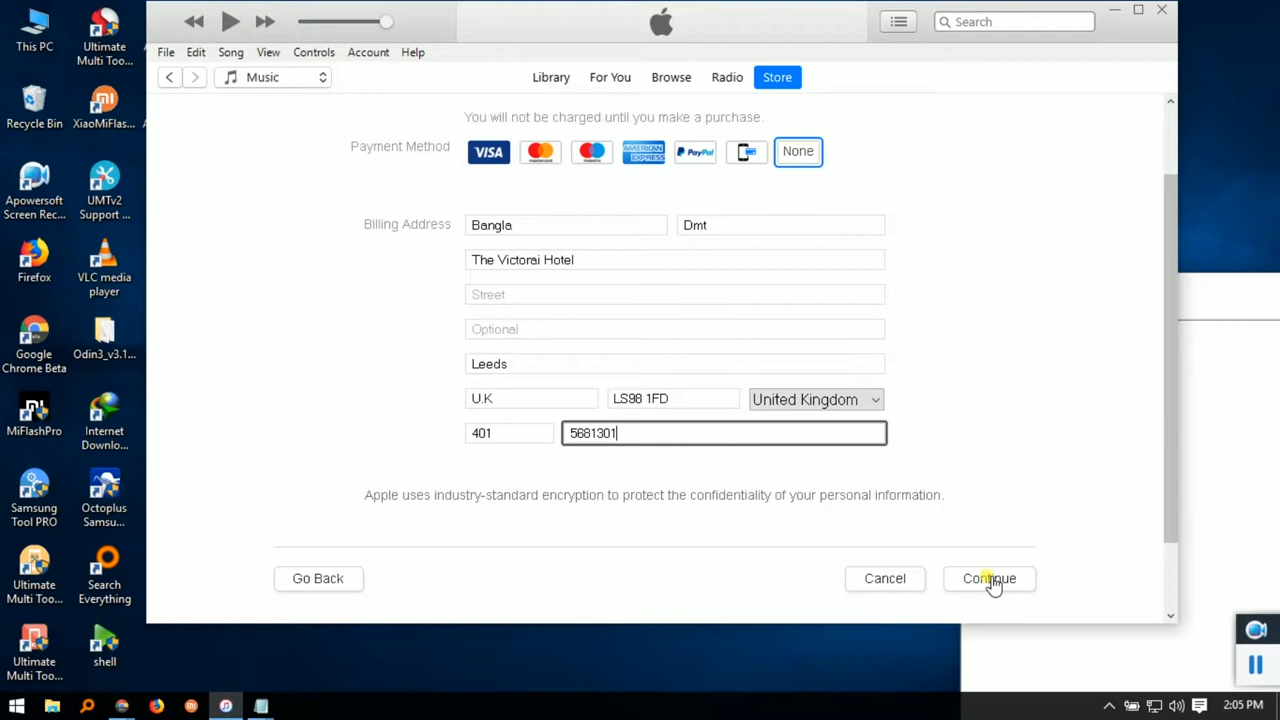 This PC
Ultimate
Multi Too...
Recycle Bin
XiaoMiFlas...
Apowersoft
Screen Rec...
UMTv2
Support ...
Firefox
VLC media
player
Google
Chrome Beta
Odin3_v3.1...
MiFlashPro
Internet
Downlo...
Samsung
Tool PRO
Octoplus
Samsu...
Ultimate
Multi Too...
Search
Everything
Ultimate
Multi Too...
shell
Search
File Edit Song View Controls Account Help
Music
Library For You Browse Radio Store
You will not be charged until you make a purchase.
Payment Method VISA mastercard maestro AMERICAN EXPRESS PayPal None
Billing Address Bangla Dmt
The Victorai Hotel
Street
Optional
Leeds
U.K LS98 1FD United Kingdom
401 5681301
Apple uses industry-standard encryption to protect the confidentiality of your personal information.
Go Back Cancel Continue
2:05 PM